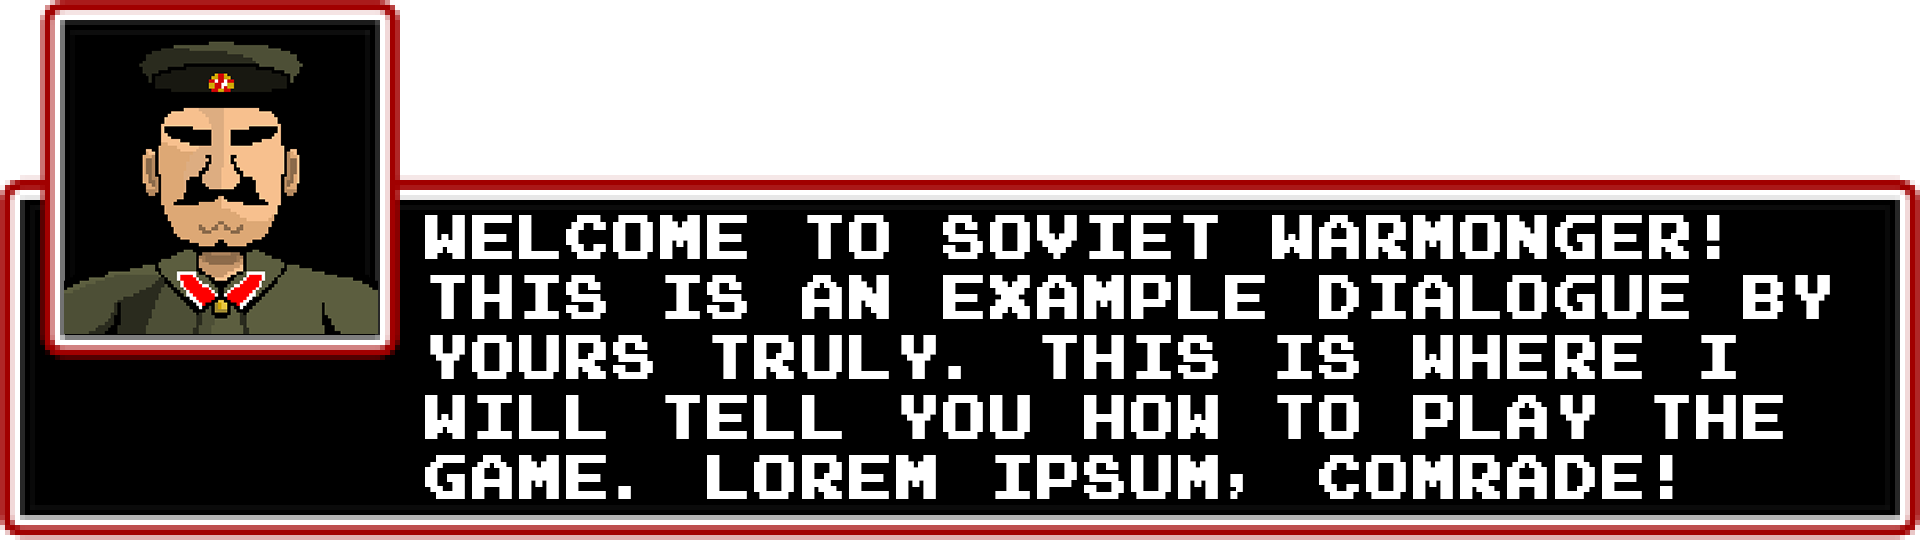 WELCOME TO SOVIET WARMONGER!
THIS IS AN EXAMPLE DIALOGUE BY
YOURS TRULY. THIS IS WHERE I
WILL TELL YOU HOW TO PLAY THE
GAME. LOREM IPSUM, COMRADE!